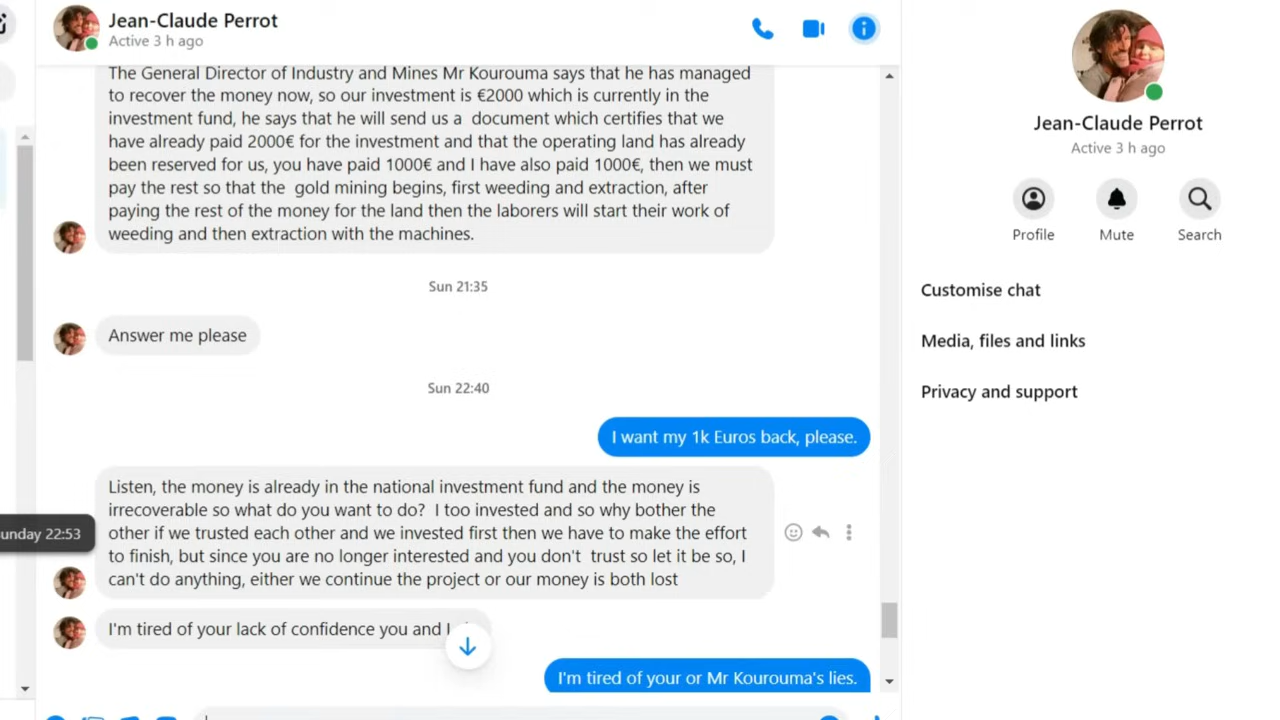 Jean-Claude Perrot
Active 3 h ago
The General Director of Industry and Mines Mr Kourouma says that he has managed
to recover the money now, so our investment is €2000 which is currently in the
investment fund, he says that he will send us a  document which certifies that we
have already paid 2000€ for the investment and that the operating land has already
been reserved for us, you have paid 1000€ and I have also paid 1000€, then we must
pay the rest so that the  gold mining begins, first weeding and extraction, after
paying the rest of the money for the land then the laborers will start their work of
weeding and then extraction with the machines.
Sun 21:35
Answer me please
Sun 22:40
I want my 1k Euros back, please.
Listen, the money is already in the national investment fund and the money is
irrecoverable so what do you want to do?  I too invested and so why bother the
other if we trusted each other and we invested first then we have to make the effort
to finish, but since you are no longer interested and you don't  trust so let it be so, I
can't do anything, either we continue the project or our money is both lost
unday 22:53
I'm tired of your lack of confidence you and I
I'm tired of your or Mr Kourouma's lies.
Jean-Claude Perrot
Active 3 h ago
Profile
Mute
Search
Customise chat
Media, files and links
Privacy and support